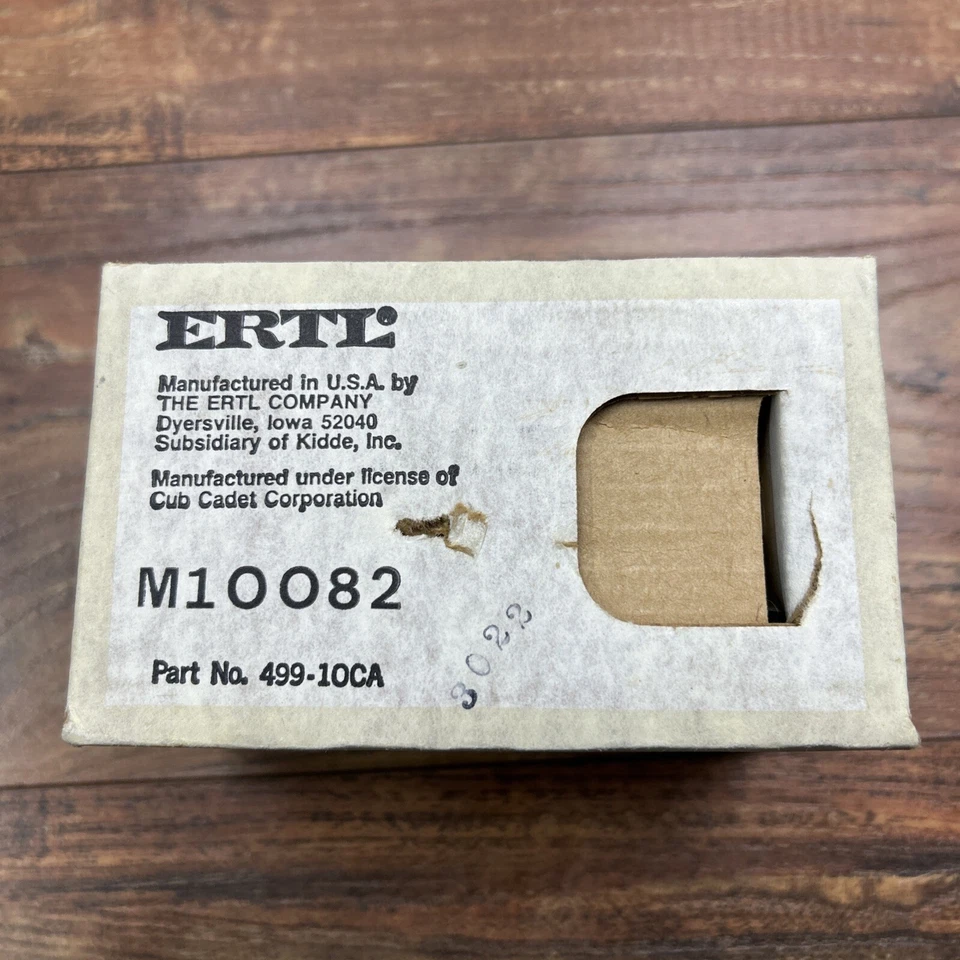 ERTL®
Manufactured in U.S.A. by
THE ERTL COMPANY
Dyersville, Iowa 52040
Subsidiary of Kidde, Inc.
Manufactured under license of
Cub Cadet Corporation
M10082
Part No. 499-10CA
3022